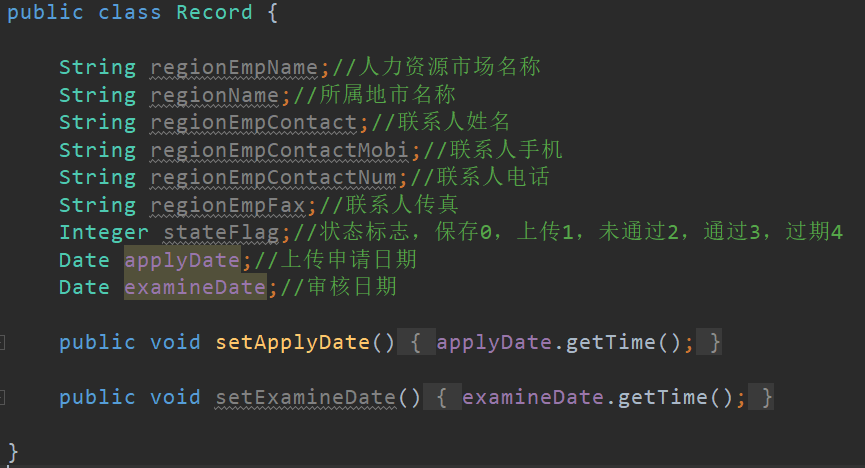 public class Record {
String regionEmpName;//人力资源市场名称
String regionName;//所属地市名称
String regionEmpContact;//联系人姓名
String regionEmpContactMobi;//联系人手机
String regionEmpContactNum;//联系人电话
String regionEmpFax;//联系人传真
Integer stateFlag;//状态标志，保存0，上传1，未通过2，通过3，过期4
Date applyDate;//上传申请日期
Date examineDate;//审核日期
public void setApplyDate() { applyDate.getTime(); }
public void setExamineDate() { examineDate.getTime(); }
}